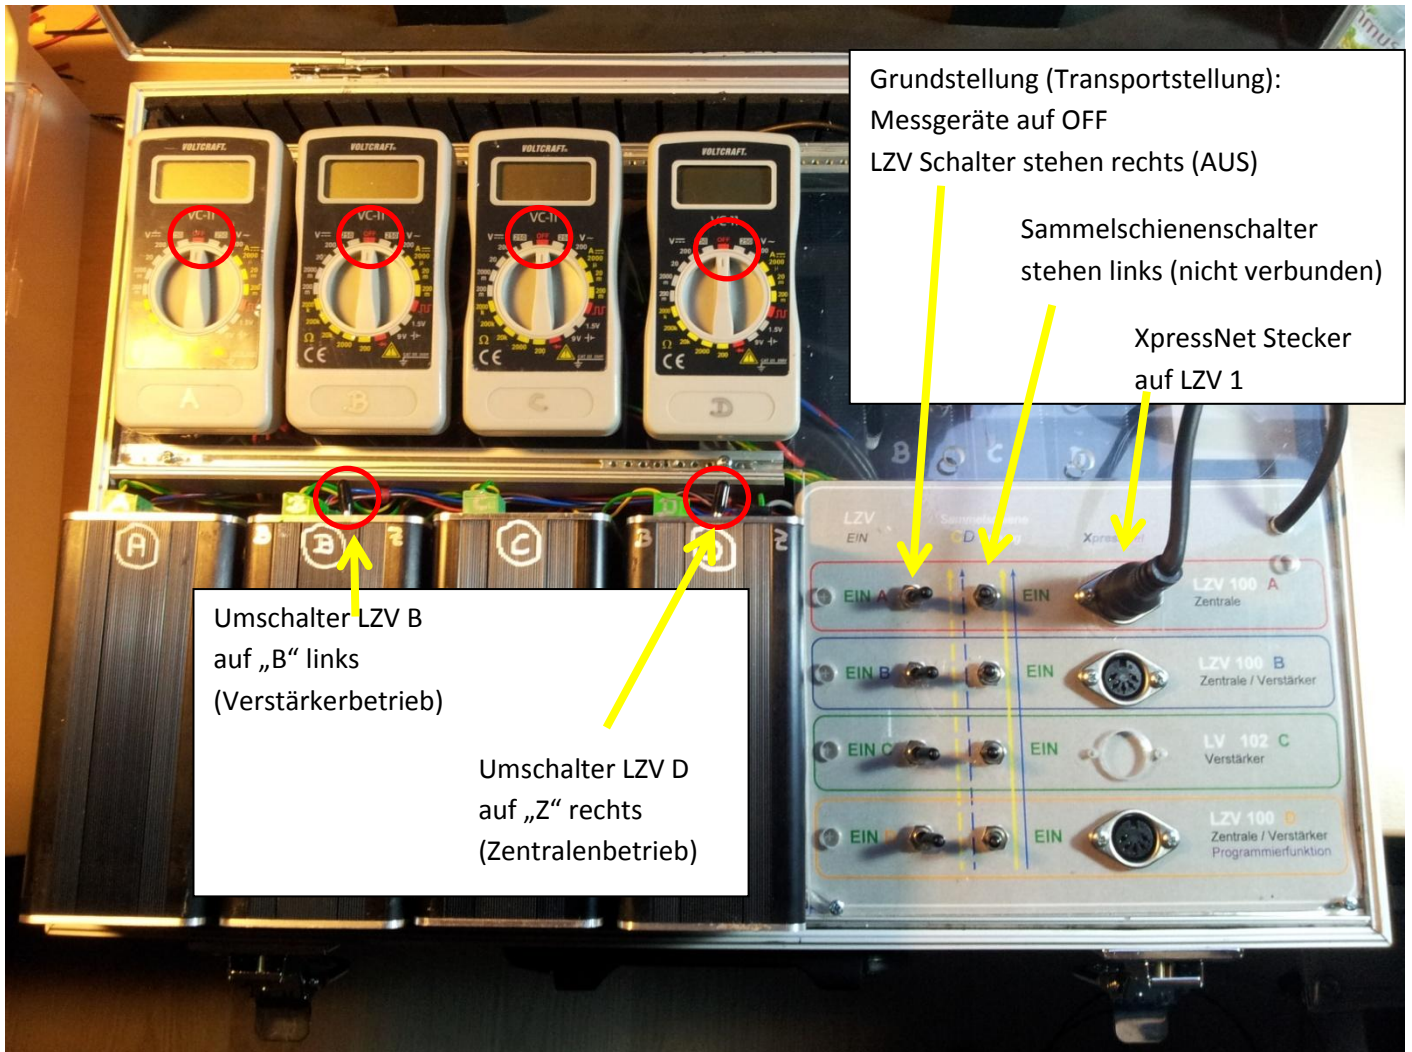 Grundstellung (Transportstellung):
Messgeräte auf OFF
LZV Schalter stehen rechts (AUS)
Sammelschienenschalter
stehen links (nicht verbunden)
XpressNet Stecker
auf LZV 1
VOLTCRAFT.
VOLTCRAFT.
VOLTCRAFT.
VOLTCRAFT.
VC-11
VC-11
VC-11
VC-11
OFF
OFF
OFF
A
B
C
D
B C D
A
B B Z
C
B D Z
Umschalter LZV B
auf „B“ links
(Verstärkerbetrieb)
Umschalter LZV D
auf „Z“ rechts
(Zentralenbetrieb)
LZV
EIN
EIN A EIN LZV 100 A
Zentrale
EIN B EIN LZV 100 B
Zentrale / Verstärker
EIN C EIN LV 102 C
Verstärker
EIN EIN LZV 100 D
Zentrale / Verstärker
Programmierfunktion